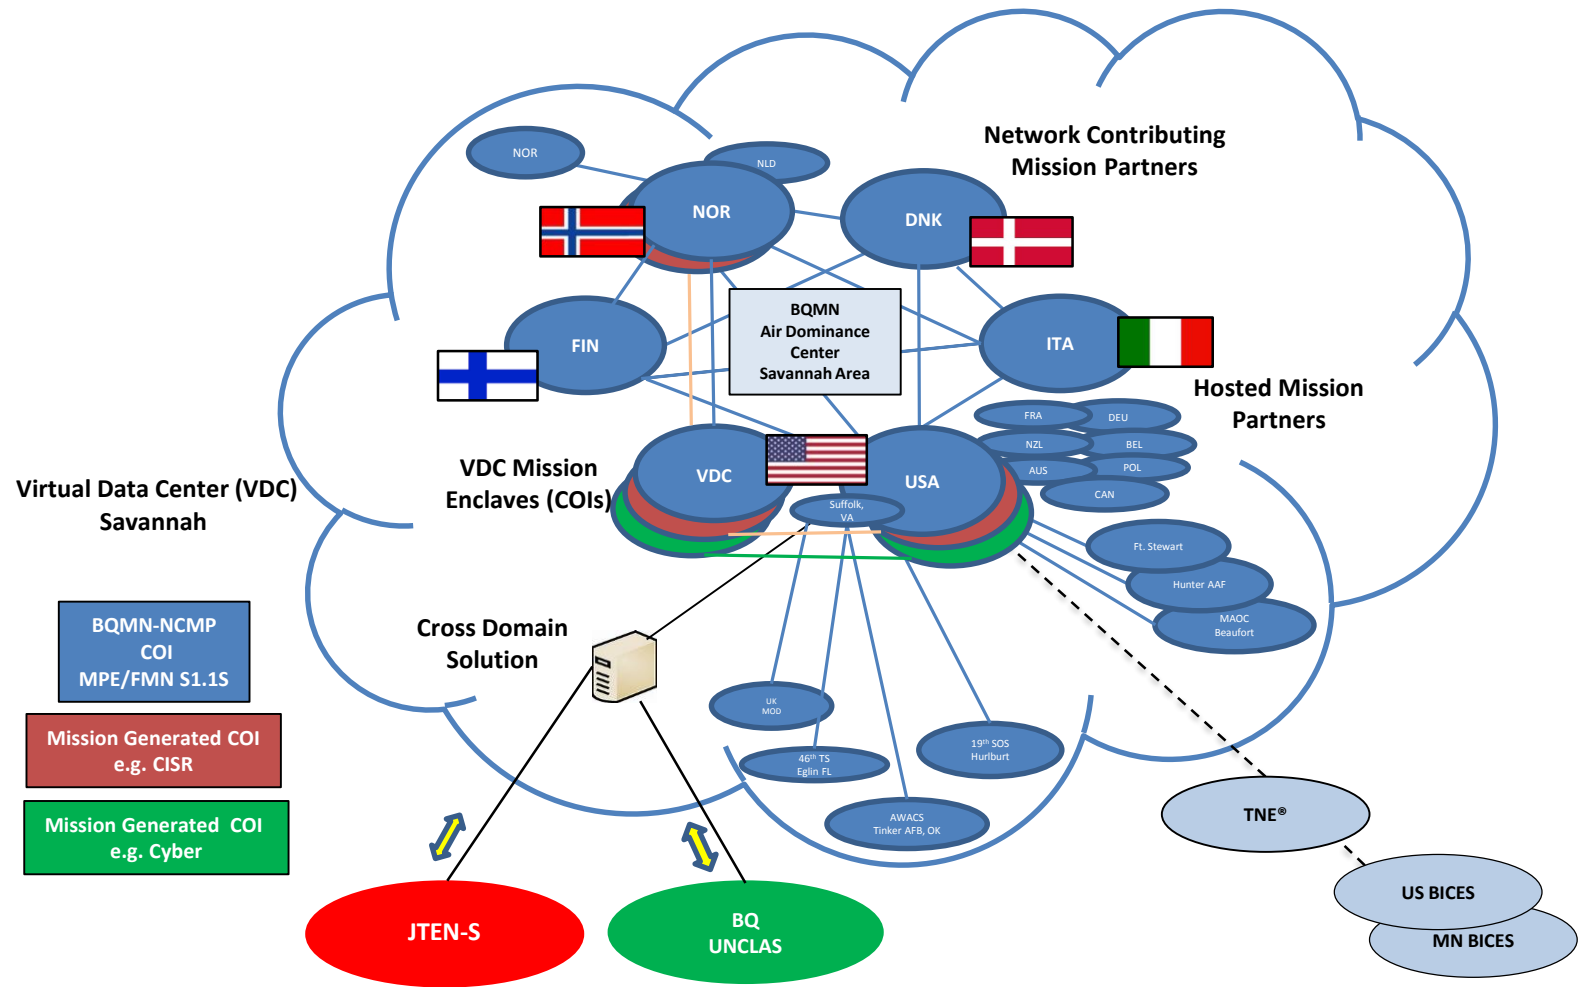 Network Contributing
Mission Partners
NOR
NLD
NOR
DNK
BQMN
Air Dominance
Center
Savannah Area
FIN
ITA
Hosted Mission
Partners
FRA
DEU
NZL
BEL
AUS
POL
CAN
VDC Mission
Enclaves (COIs)
VDC
USA
Suffolk,
VA
Virtual Data Center (VDC)
Savannah
Ft. Stewart
Hunter AAF
MAOC
Beaufort
BQMN-NCMP
COI
MPE/FMN S1.1S
Cross Domain
Solution
Mission Generated COI
e.g. CISR
Mission Generated  COI
e.g. Cyber
UK
MOD
46th TS
Eglin FL
19th SOS
Hurlburt
AWACS
Tinker AFB, OK
TNE®
US BICES
MN BICES
JTEN-S
BQ
UNCLAS